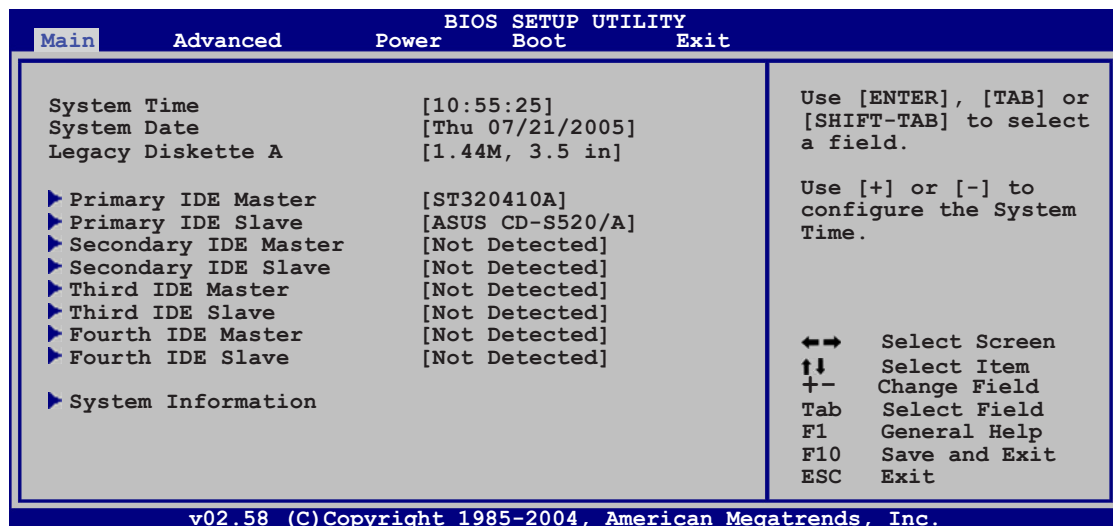 BIOS SETUP UTILITY
Main Advanced Power Boot Exit
System Time [10:55:25]
System Date [Thu 07/21/2005]
Legacy Diskette A [1.44M, 3.5 in]
Primary IDE Master [ST320410A]
Primary IDE Slave [ASUS CD-S520/A]
Secondary IDE Master [Not Detected]
Secondary IDE Slave [Not Detected]
Third IDE Master [Not Detected]
Third IDE Slave [Not Detected]
Fourth IDE Master [Not Detected]
Fourth IDE Slave [Not Detected]
System Information
Use [ENTER], [TAB] or
[SHIFT-TAB] to select
a field.
Use [+] or [-] to
configure the System
Time.
←→ Select Screen
↑↓ Select Item
+- Change Field
Tab Select Field
F1 General Help
F10 Save and Exit
ESC Exit
v02.58 (C)Copyright 1985-2004, American Megatrends, Inc.